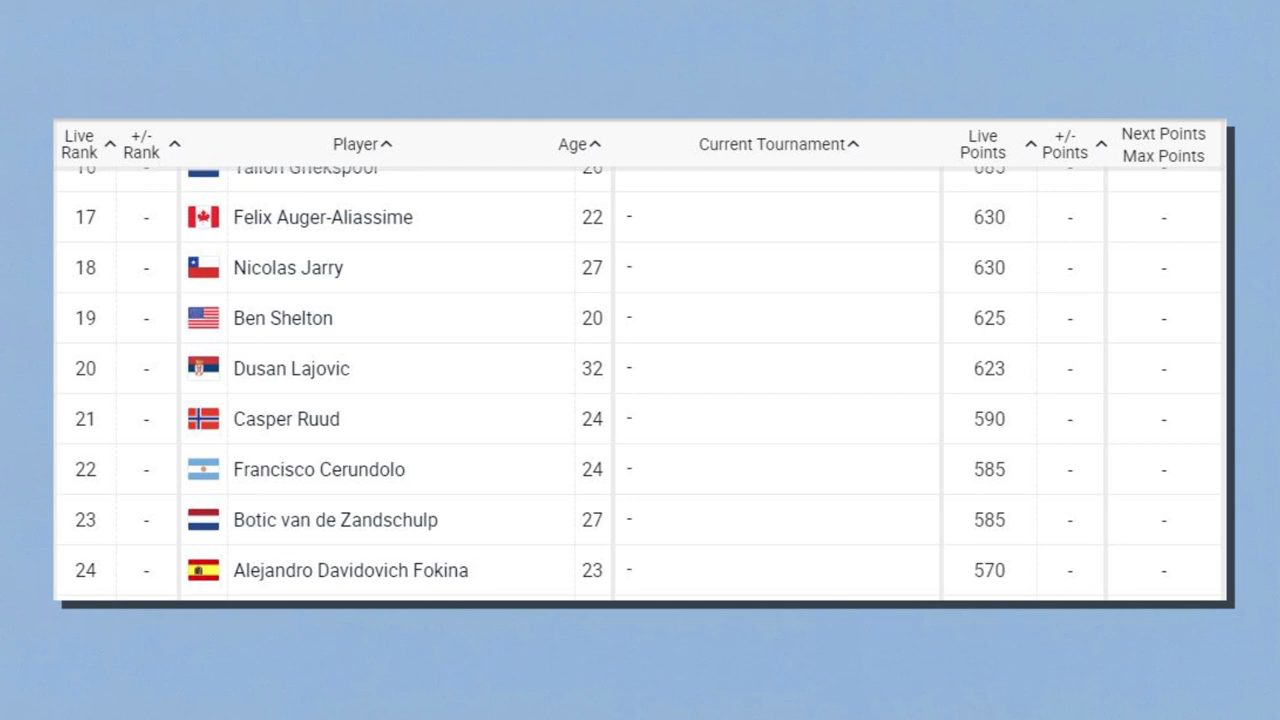 Live Rank +/- Rank Player Age Current Tournament Live Points +/- Points Next Points Max Points
17 - Felix Auger-Aliassime 22 - 630 - -
18 - Nicolas Jarry 27 - 630 - -
19 - Ben Shelton 20 - 625 - -
20 - Dusan Lajovic 32 - 623 - -
21 - Casper Ruud 24 - 590 - -
22 - Francisco Cerundolo 24 - 585 - -
23 - Botic van de Zandschulp 27 - 585 - -
24 - Alejandro Davidovich Fokina 23 - 570 - -